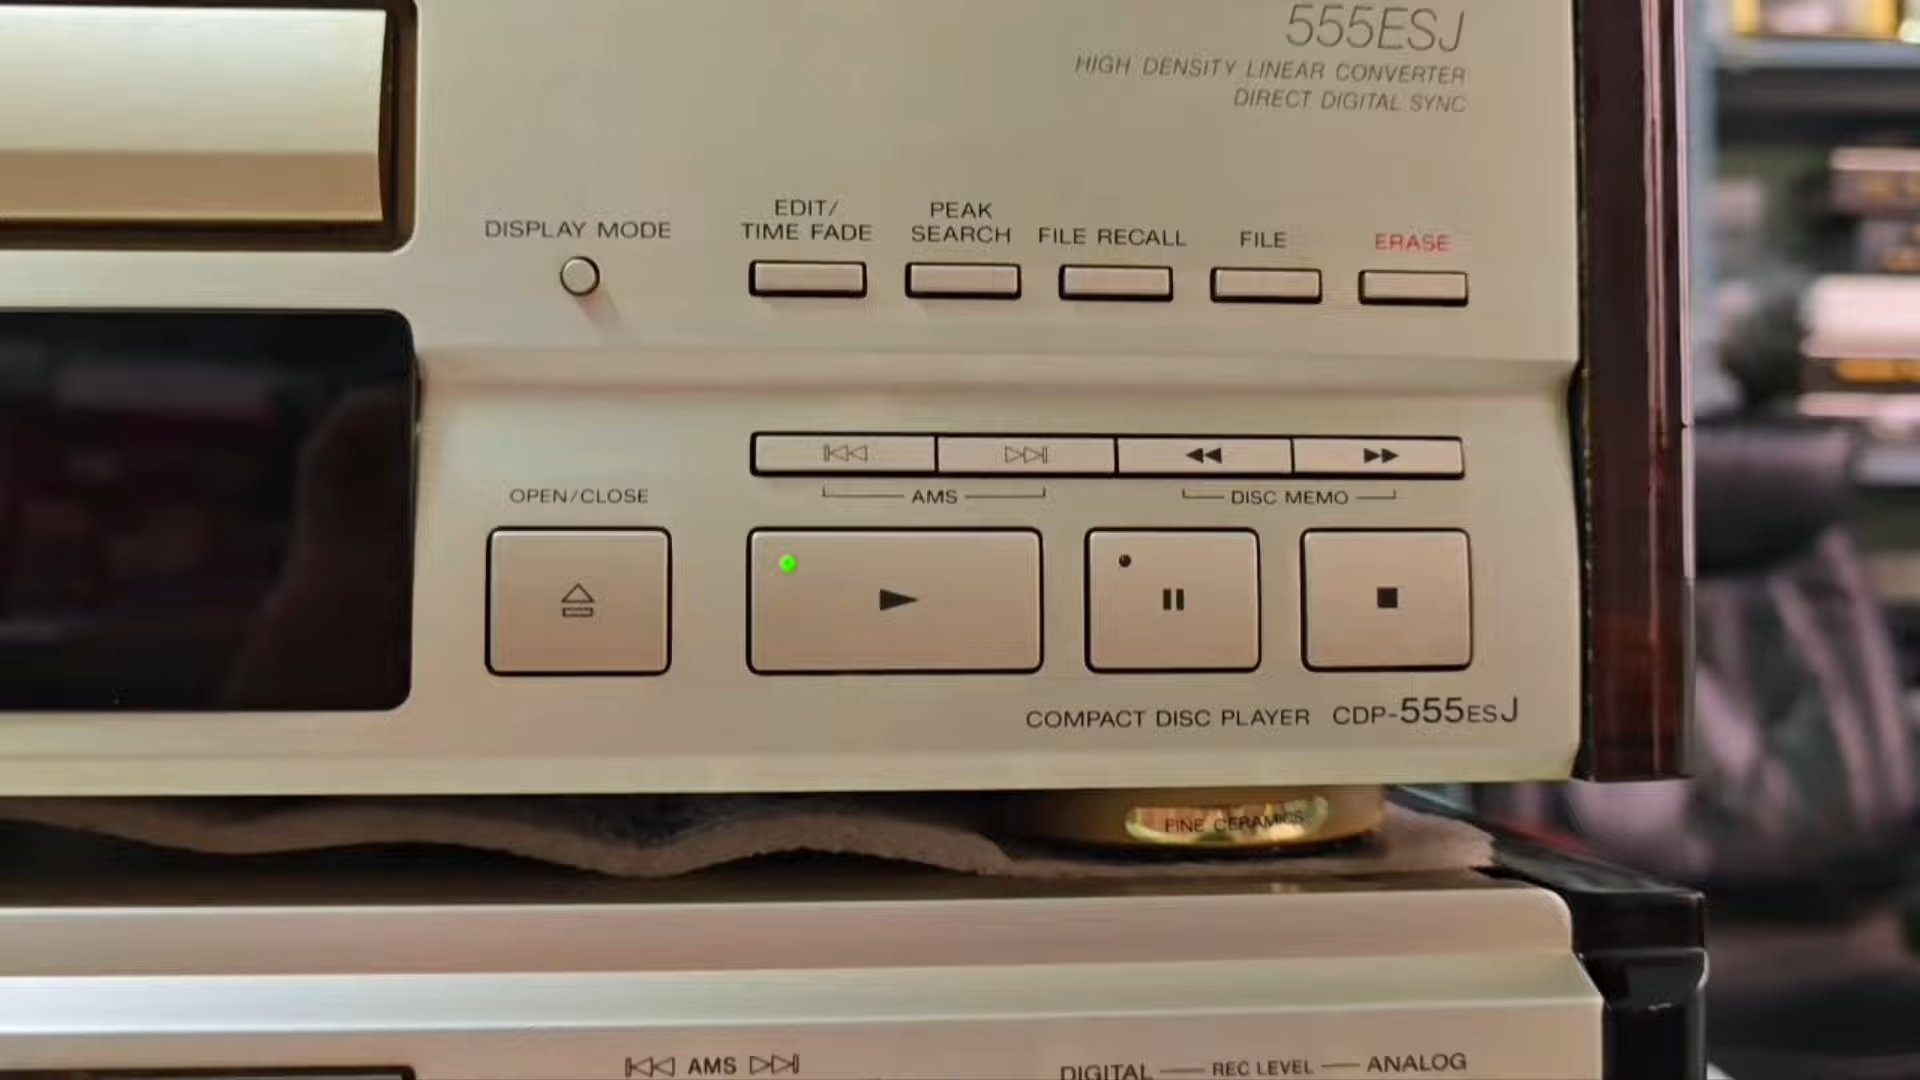 555ESJ
HIGH DENSITY LINEAR CONVERTER
DIRECT DIGITAL SYNC
DISPLAY MODE
EDIT/
TIME FADE
PEAK
SEARCH
FILE RECALL
FILE
ERASE
OPEN/CLOSE
AMS
DISC MEMO
COMPACT DISC PLAYER CDP-555ESJ
FINE CERAMICS
AMS
DIGITAL — REC LEVEL — ANALOG